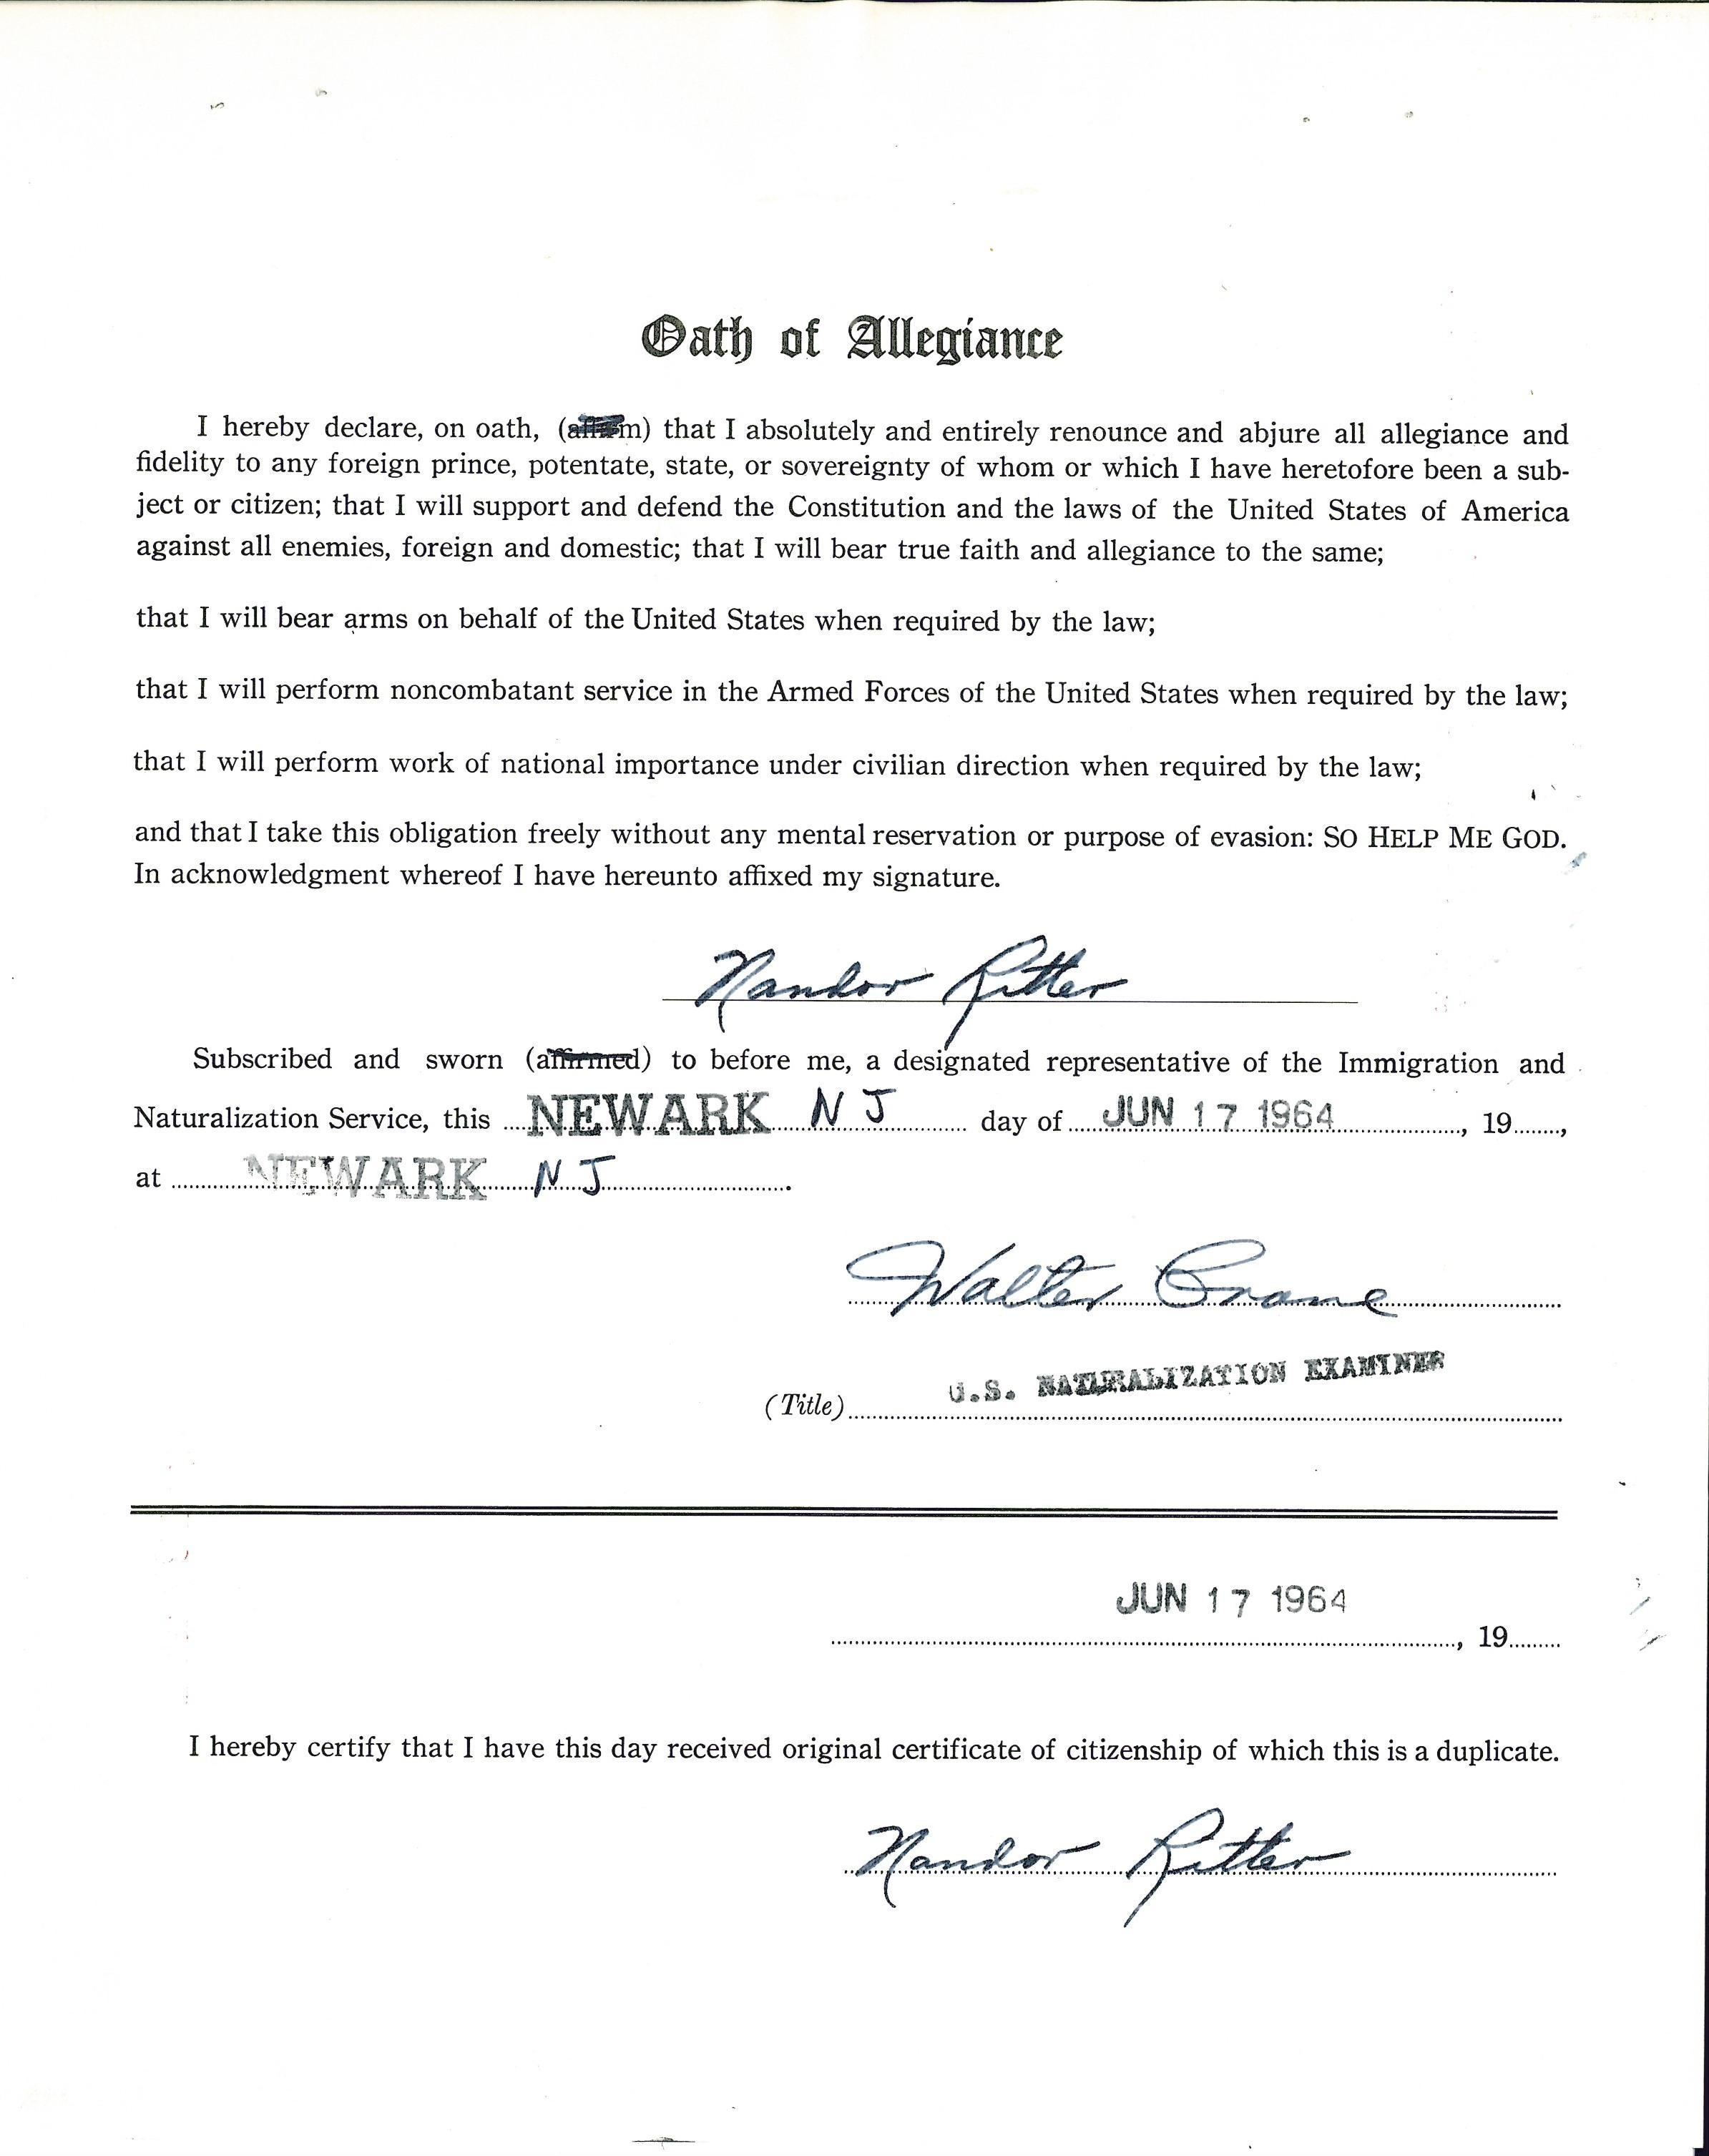 Oath of Allegiance
I hereby declare, on oath, (affirm) that I absolutely and entirely renounce and abjure all allegiance and
fidelity to any foreign prince, potentate, state, or sovereignty of whom or which I have heretofore been a sub-
ject or citizen; that I will support and defend the Constitution and the laws of the United States of America
against all enemies, foreign and domestic; that I will bear true faith and allegiance to the same;
that I will bear arms on behalf of the United States when required by the law;
that I will perform noncombatant service in the Armed Forces of the United States when required by the law;
that I will perform work of national importance under civilian direction when required by the law;
and that I take this obligation freely without any mental reservation or purpose of evasion: SO HELP ME GOD.
In acknowledgment whereof I have hereunto affixed my signature.
Nandor Ritter
Subscribed and sworn (affirmed) to before me, a designated representative of the Immigration and
Naturalization Service, this NEWARK N J day of JUN 17 1964, 19......,
at NEWARK N J.
Walter Crane
(Title) U.S. NATURALIZATION EXAMINER
JUN 17 1964
, 19......
I hereby certify that I have this day received original certificate of citizenship of which this is a duplicate.
Nandor Ritter